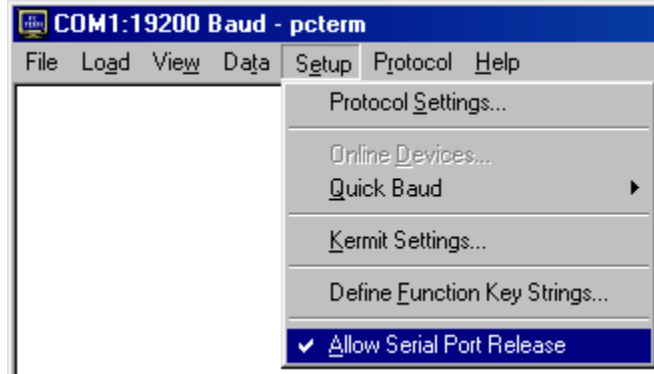 COM1:19200 Baud - pcterm
File Load View Data Setup Protocol Help
Protocol Settings...
Online Devices...
Quick Baud
Kermit Settings...
Define Function Key Strings...
Allow Serial Port Release